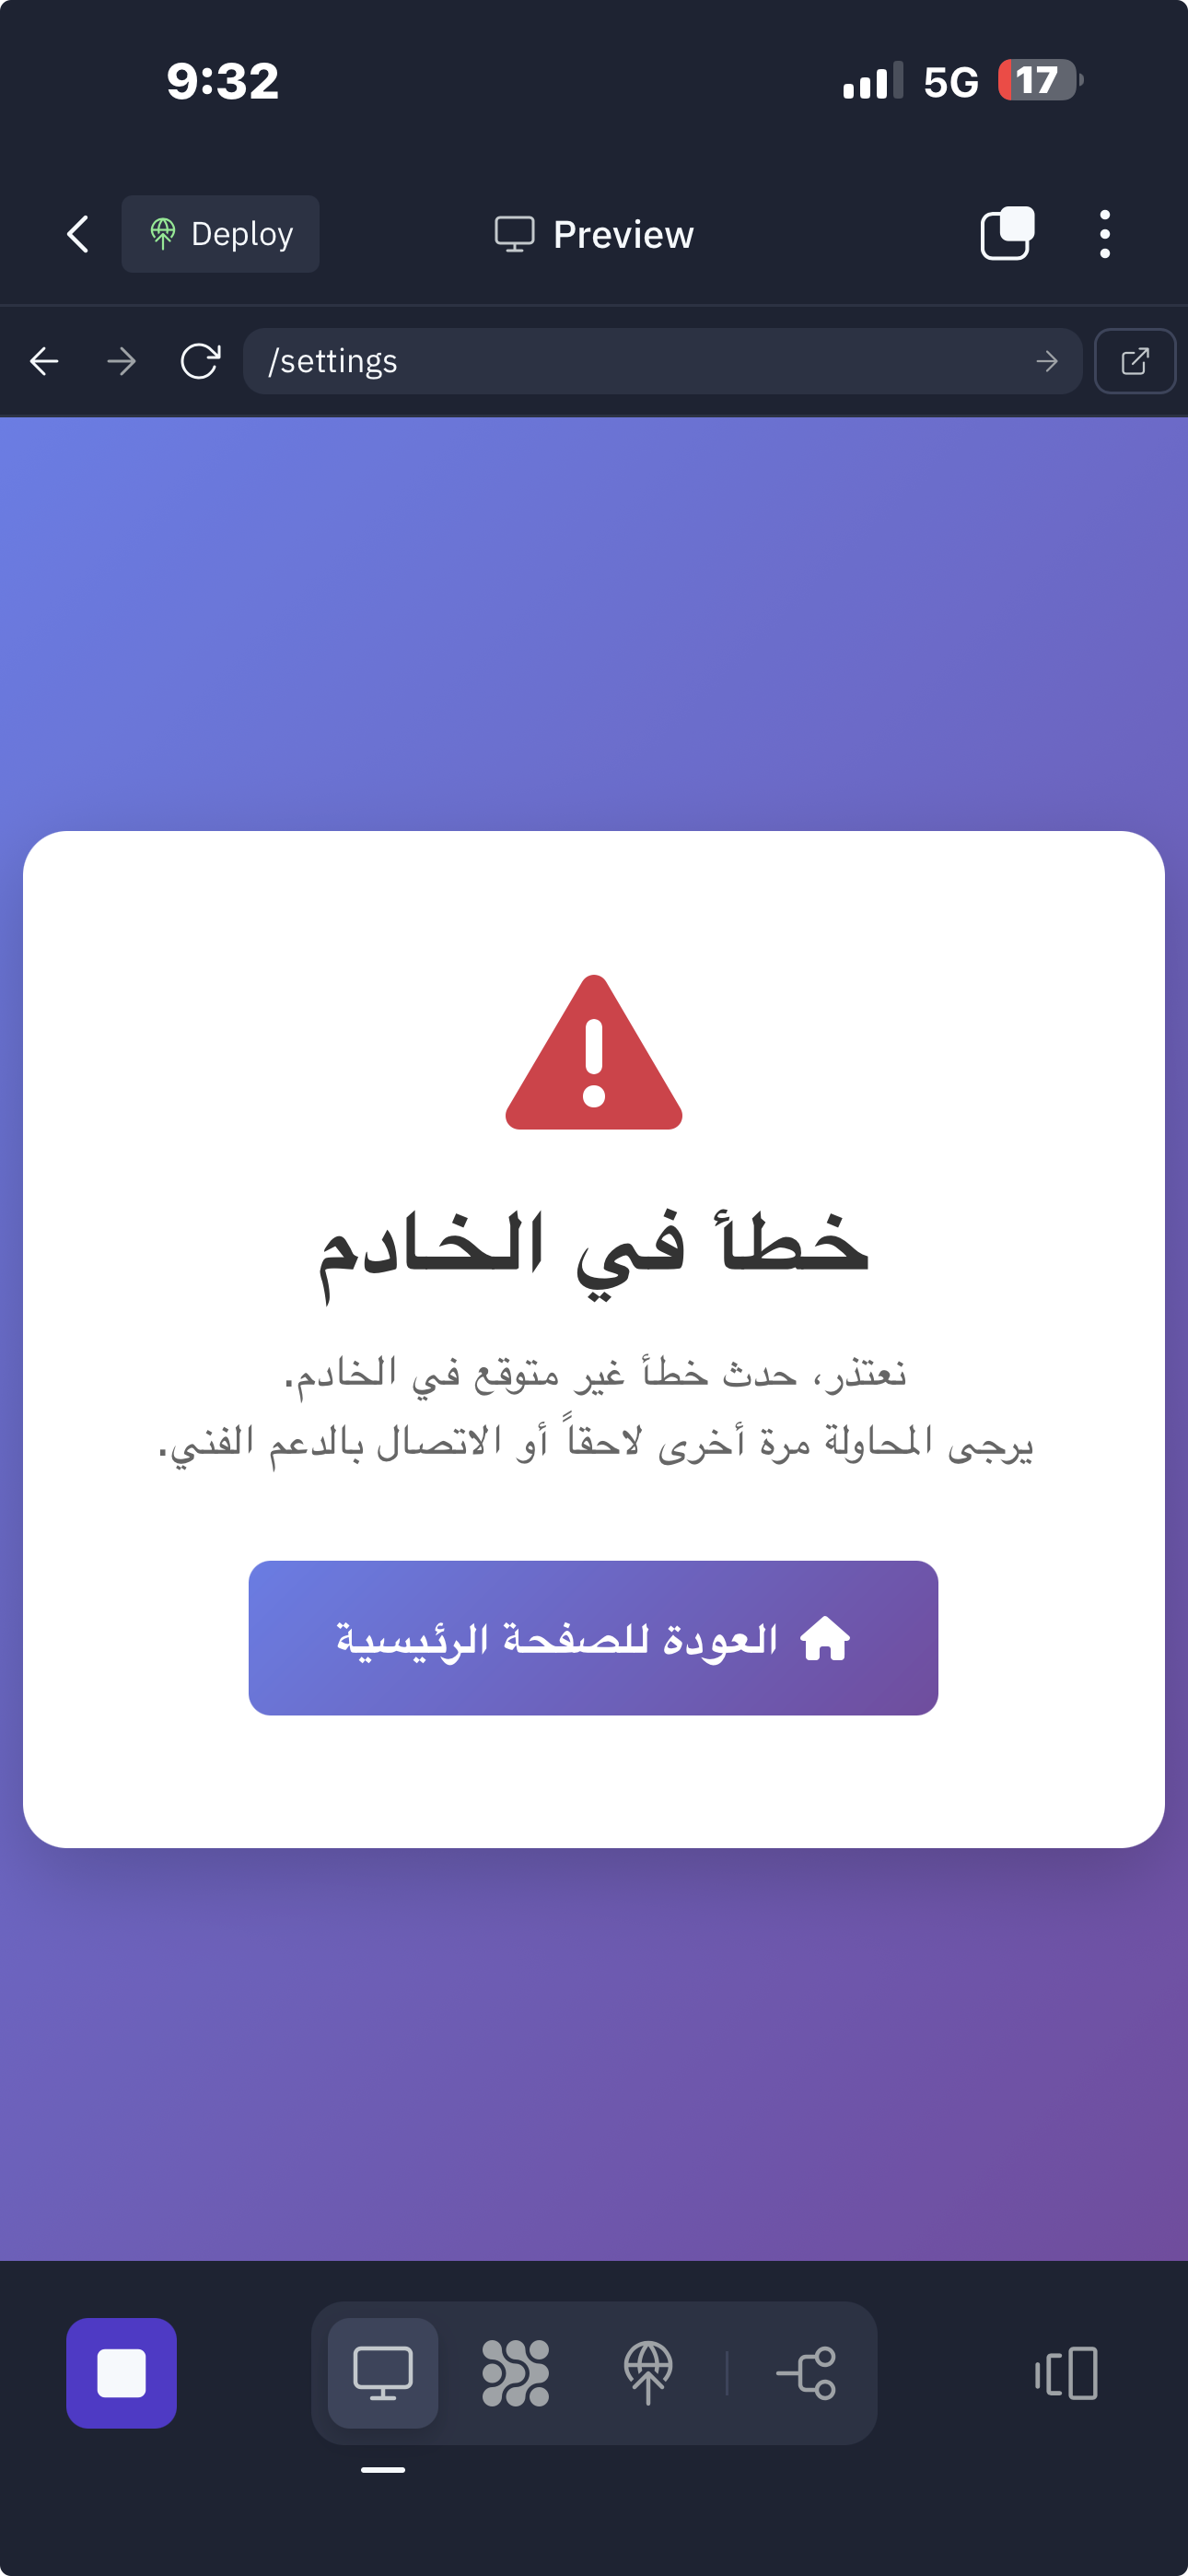 9:32
5G 17
Deploy
Preview
/settings
خطأ في الخادم
نعتذر، حدث خطأ غير متوقع في الخادم.
يرجى المحاولة مرة أخرى لاحقاً أو الاتصال بالدعم الفني.
العودة للصفحة الرئيسية